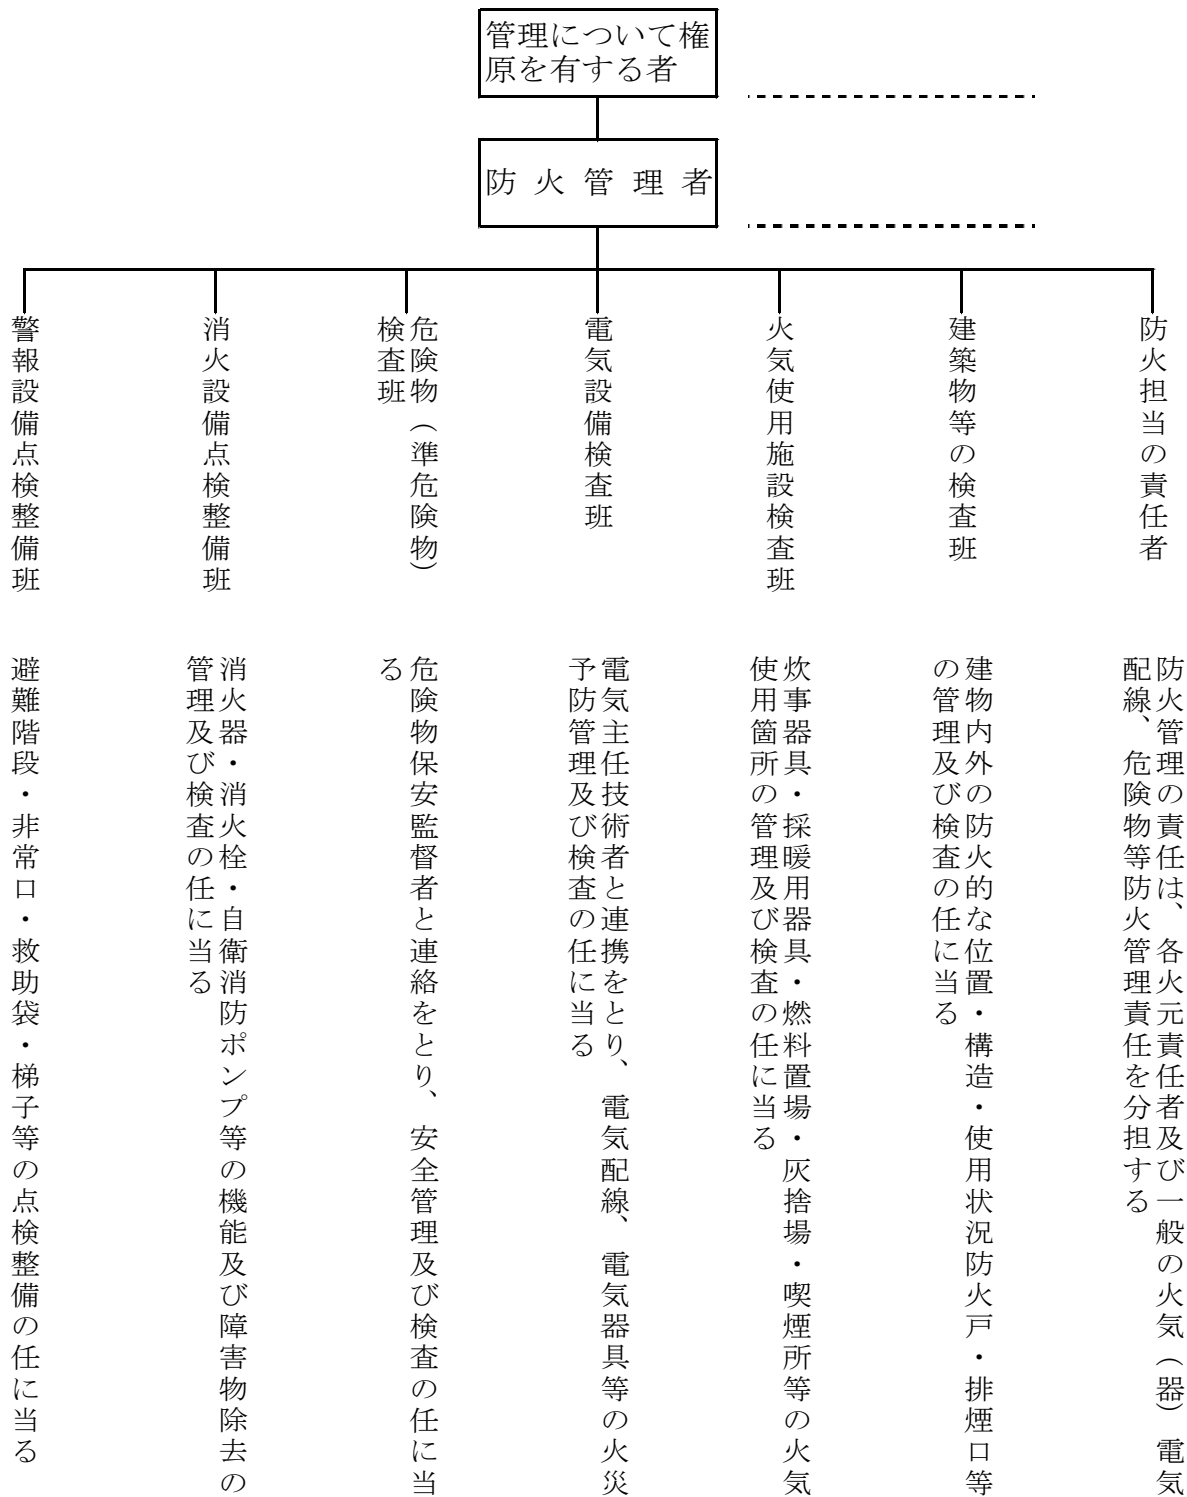 管理について権
原を有する者
防火管理者
防火担当の責任者
防火管理の責任は、各火元責任者及び一般の火気（器）電気
配線、危険物等防火管理責任を分担する
建築物等の検査班
建物内外の防火的な位置・構造・使用状況防火戸・排煙口等
の管理及び検査の任に当る
火気使用施設検査班
炊事器具・採暖用器具・燃料置場・灰捨場・喫煙所等の火気
使用箇所の管理及び検査の任に当る
電気設備検査班
電気主任技術者と連携をとり、電気配線、電気器具等の火災
予防管理及び検査の任に当る
危険物（準危険物）
検査班
危険物保安監督者と連絡をとり、安全管理及び検査の任に当
る
消火設備点検整備班
消火器・消火栓・自衛消防ポンプ等の機能及び障害物除去の
管理及び検査の任に当る
警報設備点検整備班
避難階段・非常口・救助袋・梯子等の点検整備の任に当る